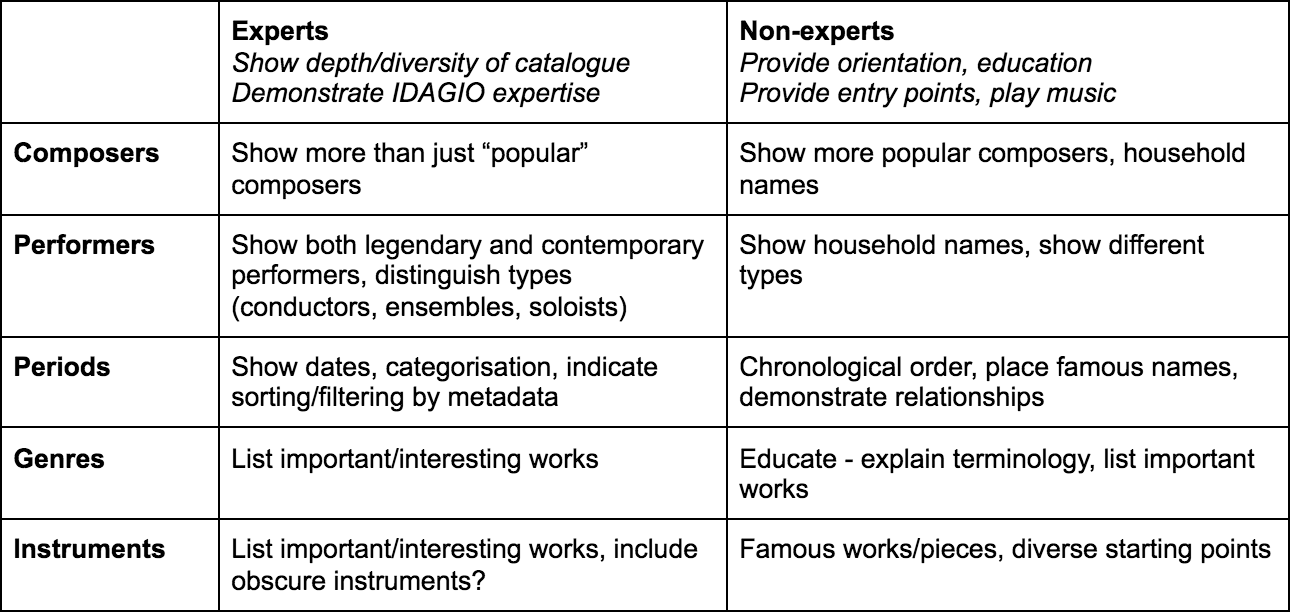 Experts
Show depth/diversity of catalogue
Demonstrate IDAGIO expertise
Non-experts
Provide orientation, education
Provide entry points, play music
Composers
Show more than just “popular”
composers
Show more popular composers, household
names
Performers
Show both legendary and contemporary
performers, distinguish types
(conductors, ensembles, soloists)
Show household names, show different
types
Periods
Show dates, categorisation, indicate
sorting/filtering by metadata
Chronological order, place famous names,
demonstrate relationships
Genres
List important/interesting works
Educate - explain terminology, list important
works
Instruments
List important/interesting works, include
obscure instruments?
Famous works/pieces, diverse starting points